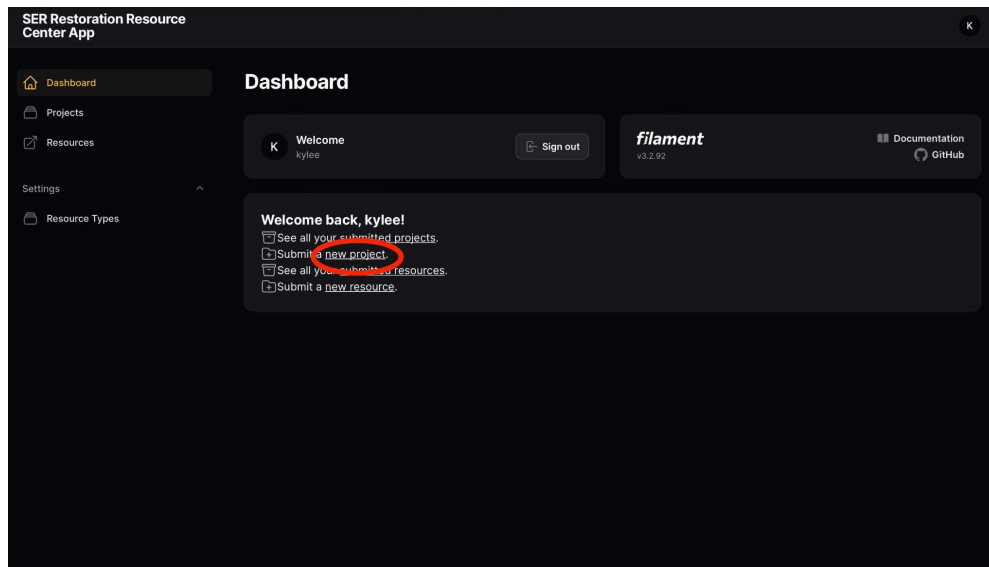 SER Restoration Resource
Center App
K
Dashboard
Projects
Resources
Settings
Resource Types
Dashboard
K
Welcome
kylee
Sign out
filament
v3.2.92
Documentation
GitHub
Welcome back, kylee!
See all your submitted projects.
Submit a new project.
See all your submitted resources.
Submit a new resource.